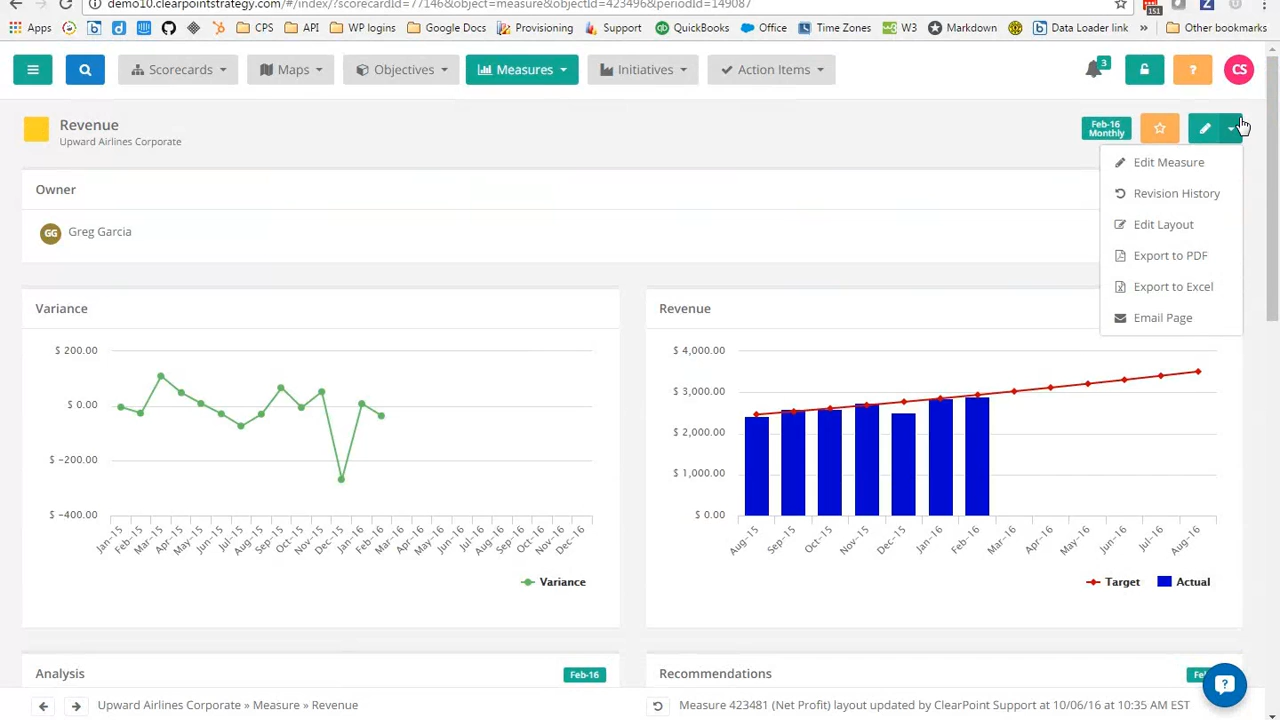 demo10.clearpointstrategy.com/#/index/?scorecardId=77146&object=measure&objectId=423496&periodId=149087
151
Apps
CPS
API
WP logins
Google Docs
Provisioning
Support
QuickBooks
Office
Time Zones
W3
Markdown
Data Loader link
»
Other bookmarks
Scorecards
Maps
Objectives
Measures
Initiatives
Action Items
3
?
CS
Revenue
Upward Airlines Corporate
Feb-16
Monthly
Edit Measure
Revision History
Edit Layout
Export to PDF
Export to Excel
Email Page
Owner
GG
Greg Garcia
Variance
$ 200.00
$ 0.00
$ −200.00
$ −400.00
Jan-15
Feb-15
Mar-15
Apr-15
May-15
Jun-15
Jul-15
Aug-15
Sep-15
Oct-15
Nov-15
Dec-15
Jan-16
Feb-16
Mar-16
Apr-16
May-16
Jun-16
Jul-16
Aug-16
Sep-16
Oct-16
Nov-16
Dec-16
Variance
Revenue
$ 4,000.00
$ 3,000.00
$ 2,000.00
$ 1,000.00
$ 0.00
Aug-15
Sep-15
Oct-15
Nov-15
Dec-15
Jan-16
Feb-16
Mar-16
Apr-16
May-16
Jun-16
Jul-16
Aug-16
Target
Actual
Analysis
Feb-16
Recommendations
Upward Airlines Corporate » Measure » Revenue
Measure 423481 (Net Profit) layout updated by ClearPoint Support at 10/06/16 at 10:35 AM EST